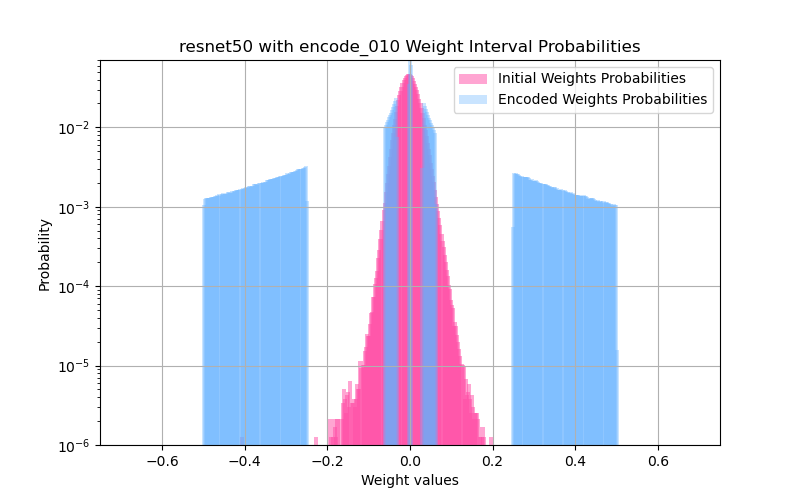 resnet50 with encode_010 Weight Interval Probabilities
Initial Weights Probabilities
Encoded Weights Probabilities
Probability
10⁻²
10⁻³
10⁻⁴
10⁻⁵
10⁻⁶
−0.6 −0.4 −0.2 0.0 0.2 0.4 0.6
Weight values